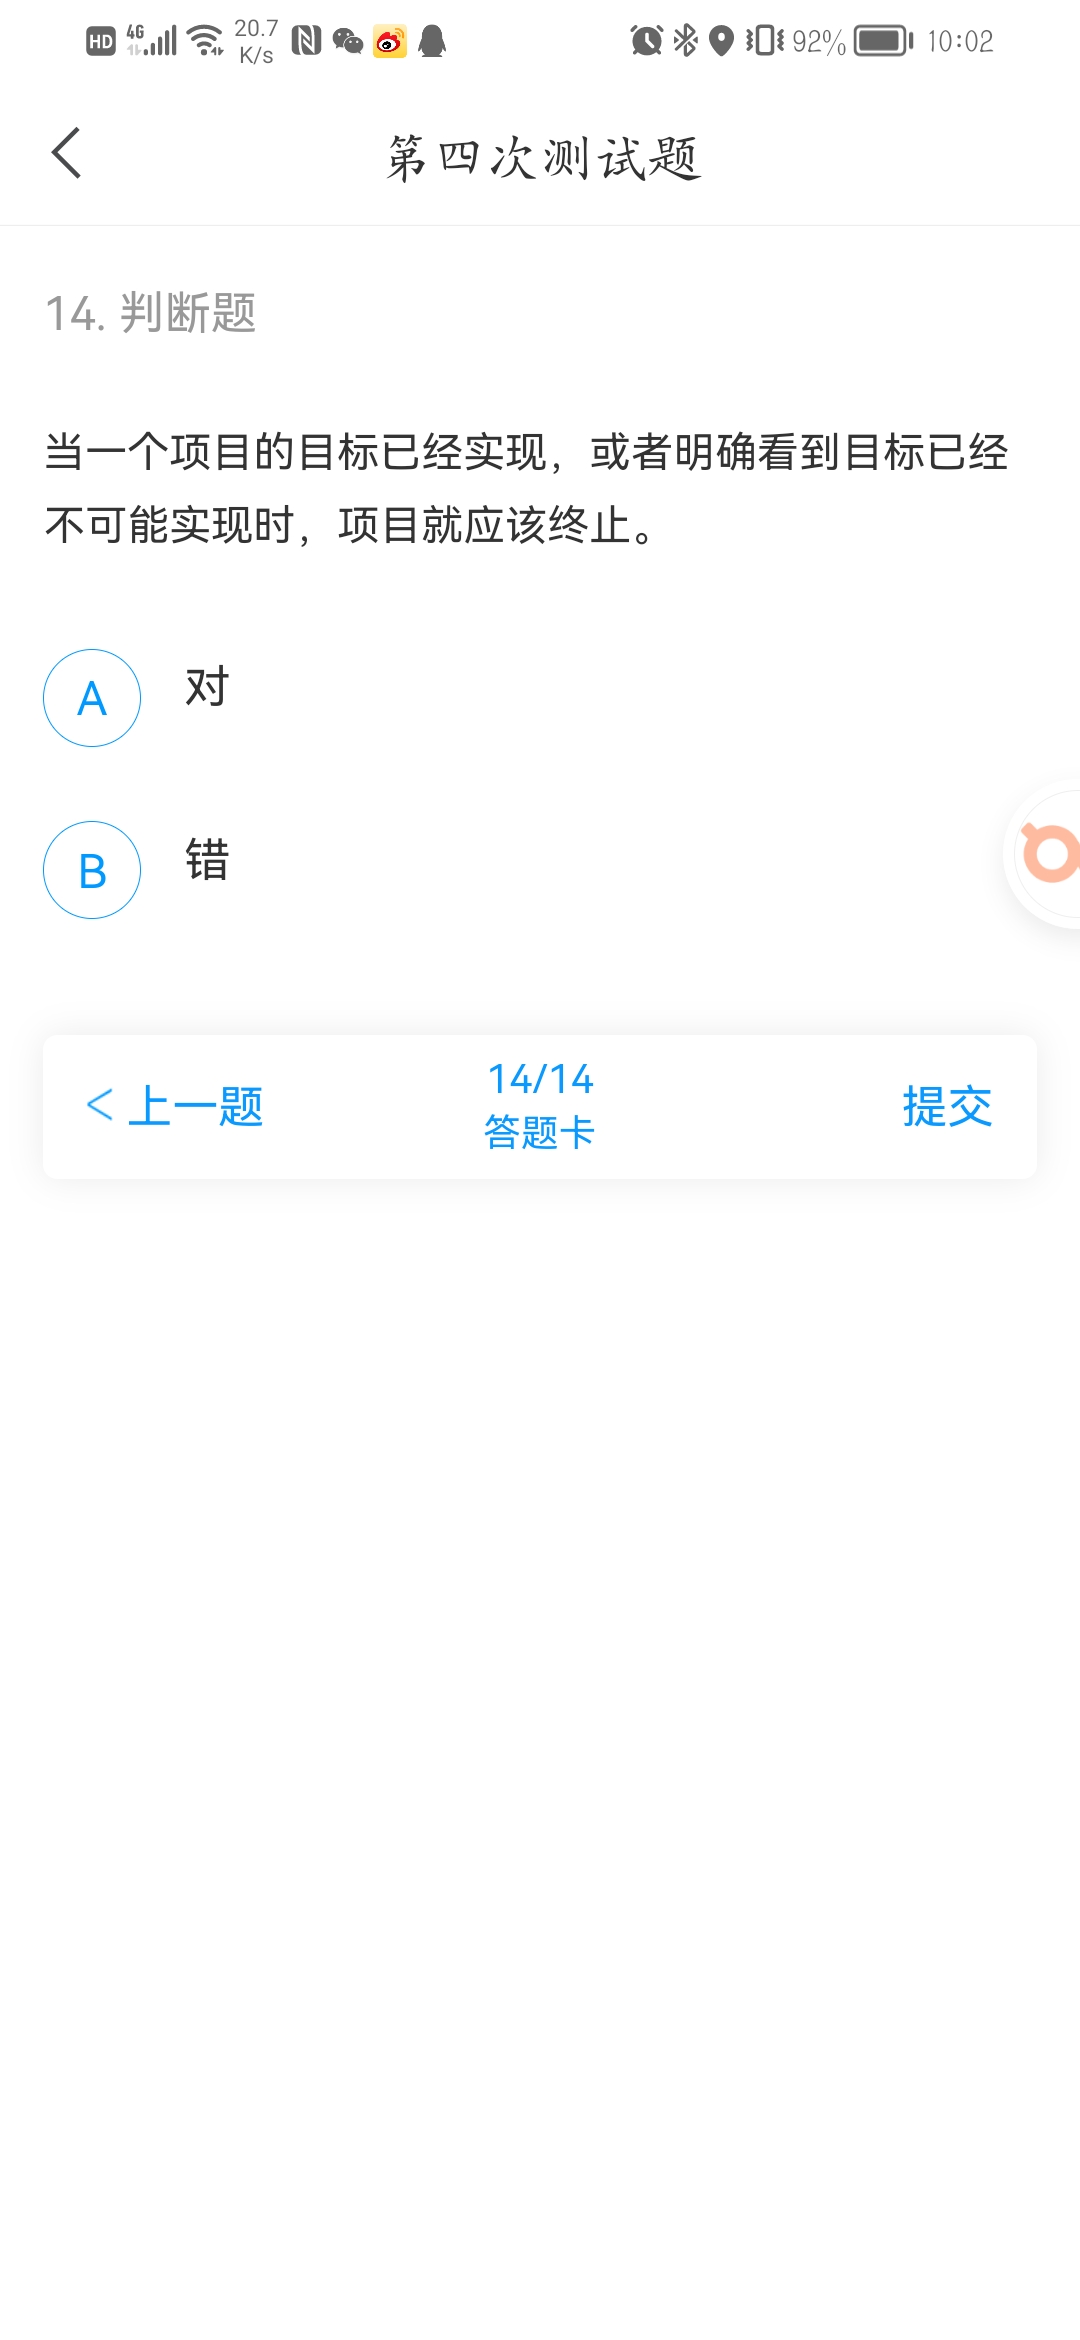 HD 4G 20.7 K/s 92% 10:02
第四次测试题
14. 判断题
当一个项目的目标已经实现，或者明确看到目标已经
不可能实现时，项目就应该终止。
A 对
B 错
< 上一题 14/14 提交
答题卡